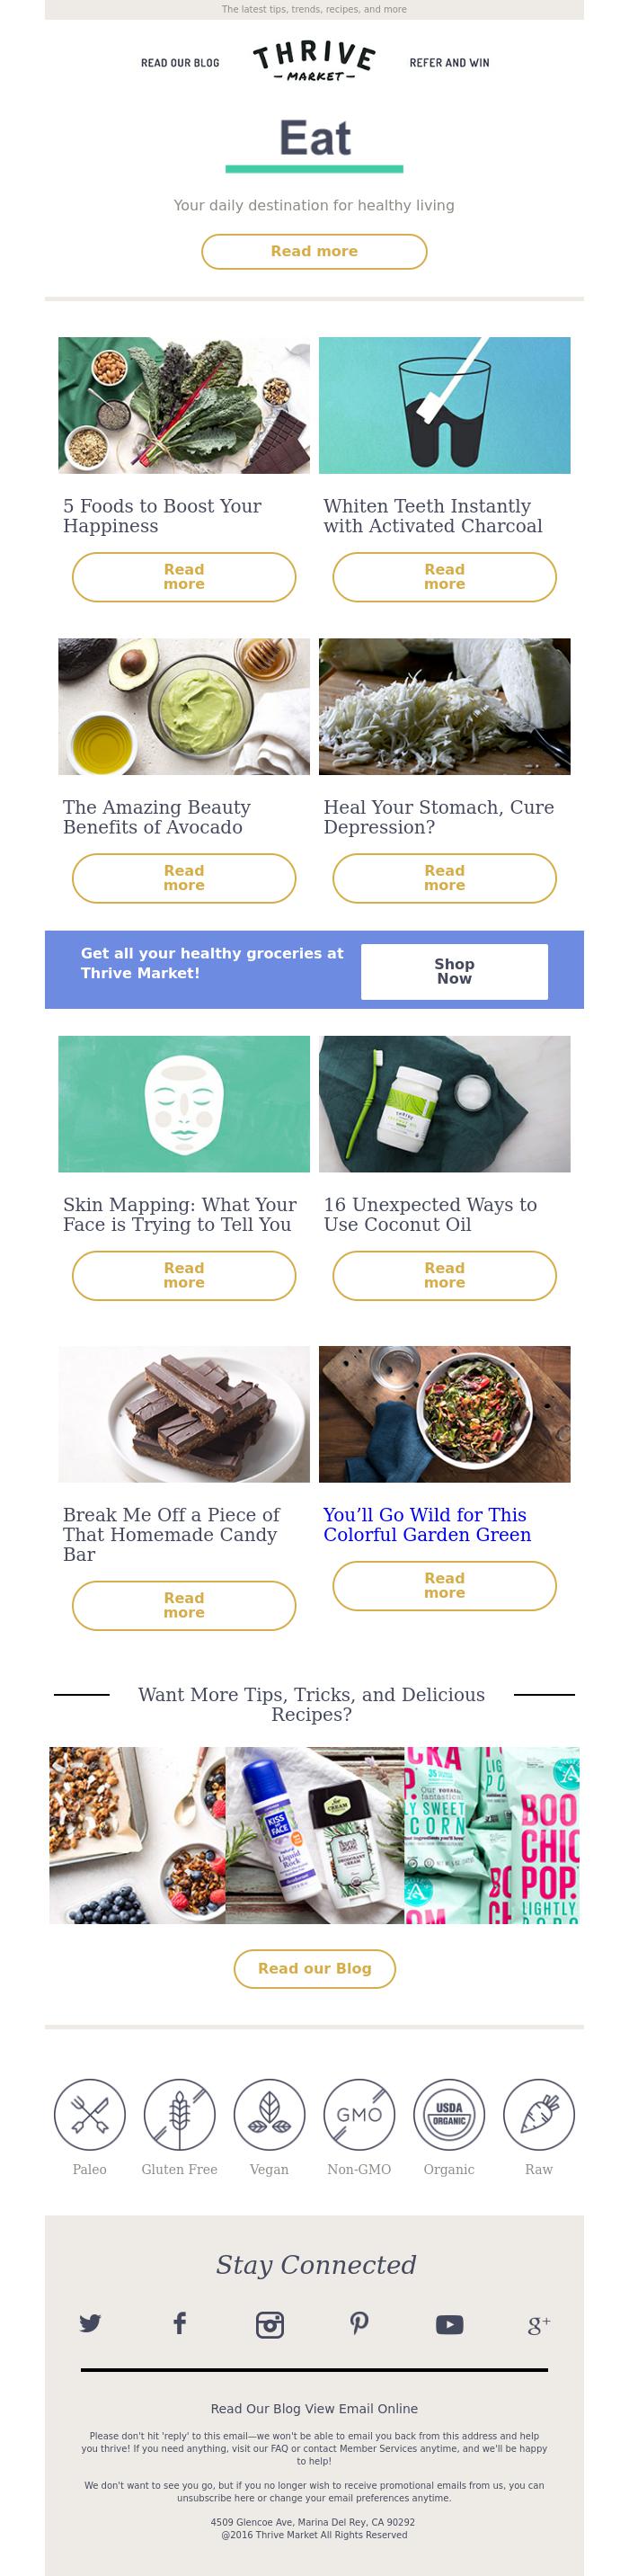 The latest tips, trends, recipes, and more
READ OUR BLOG
THRIVE
MARKET
REFER AND WIN
Eat
Your daily destination for healthy living
Read more
5 Foods to Boost Your
Happiness
Read
more
Whiten Teeth Instantly
with Activated Charcoal
Read
more
The Amazing Beauty
Benefits of Avocado
Read
more
Heal Your Stomach, Cure
Depression?
Read
more
Get all your healthy groceries at
Thrive Market!
Shop
Now
THRIVE
Skin Mapping: What Your
Face is Trying to Tell You
Read
more
16 Unexpected Ways to
Use Coconut Oil
Read
more
Break Me Off a Piece of
That Homemade Candy
Bar
Read
more
You’ll Go Wild for This
Colorful Garden Green
Read
more
Want More Tips, Tricks, and Delicious
Recipes?
KISS
FACE
Liquid
Rock
BOO
CHIC
POP.
LIGHTLY
Y SWEET
CORN
Read our Blog
GMO
USDA
ORGANIC
Paleo
Gluten Free
Vegan
Non-GMO
Organic
Raw
Stay Connected
g+
Read Our Blog View Email Online
Please don't hit 'reply' to this email—we won't be able to email you back from this address and help
you thrive! If you need anything, visit our FAQ or contact Member Services anytime, and we'll be happy
to help!
We don't want to see you go, but if you no longer wish to receive promotional emails from us, you can
unsubscribe here or change your email preferences anytime.
4509 Glencoe Ave, Marina Del Rey, CA 90292
@2016 Thrive Market All Rights Reserved